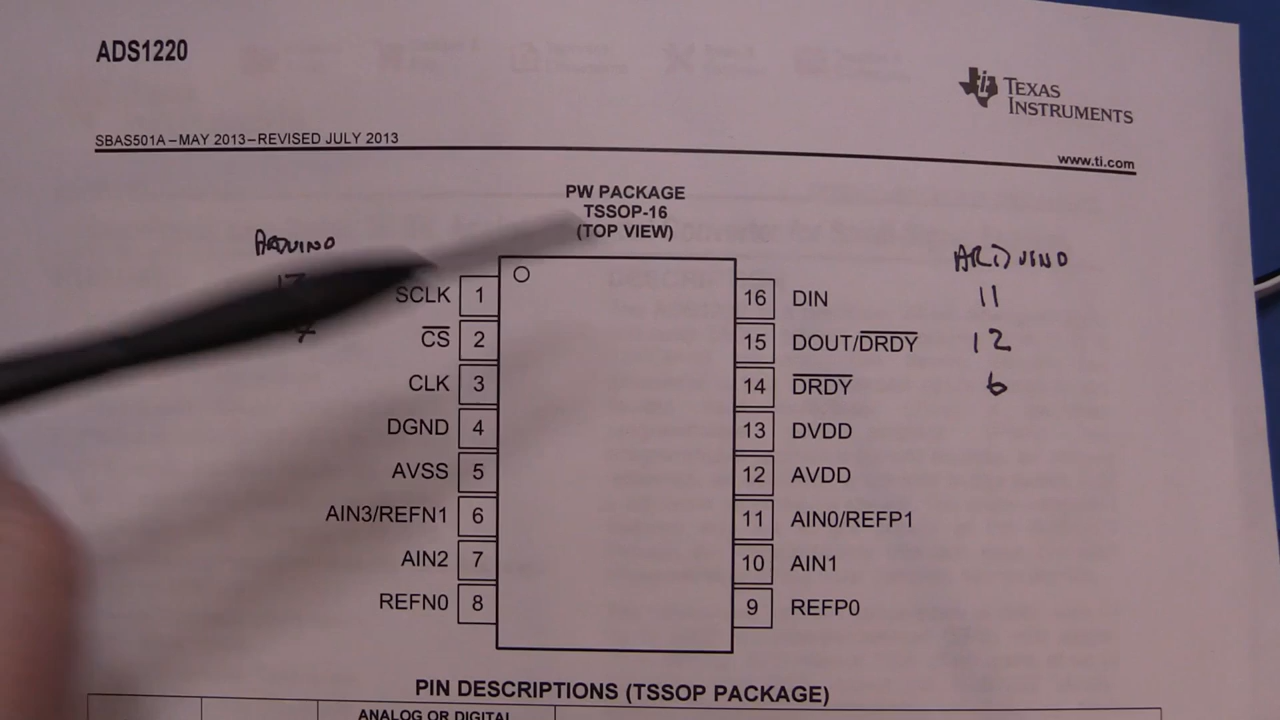 ADS1220
TEXAS
INSTRUMENTS
SBAS501A – MAY 2013 – REVISED JULY 2013
www.ti.com
PW PACKAGE
TSSOP-16
(TOP VIEW)
ARDUINO
ARDUINO
SCLK 1
16 DIN 11
CS 2
15 DOUT/DRDY 12
CLK 3
14 DRDY 6
DGND 4
13 DVDD
AVSS 5
12 AVDD
AIN3/REFN1 6
11 AIN0/REFP1
AIN2 7
10 AIN1
REFN0 8
9 REFP0
PIN DESCRIPTIONS (TSSOP PACKAGE)
ANALOG OR DIGITAL